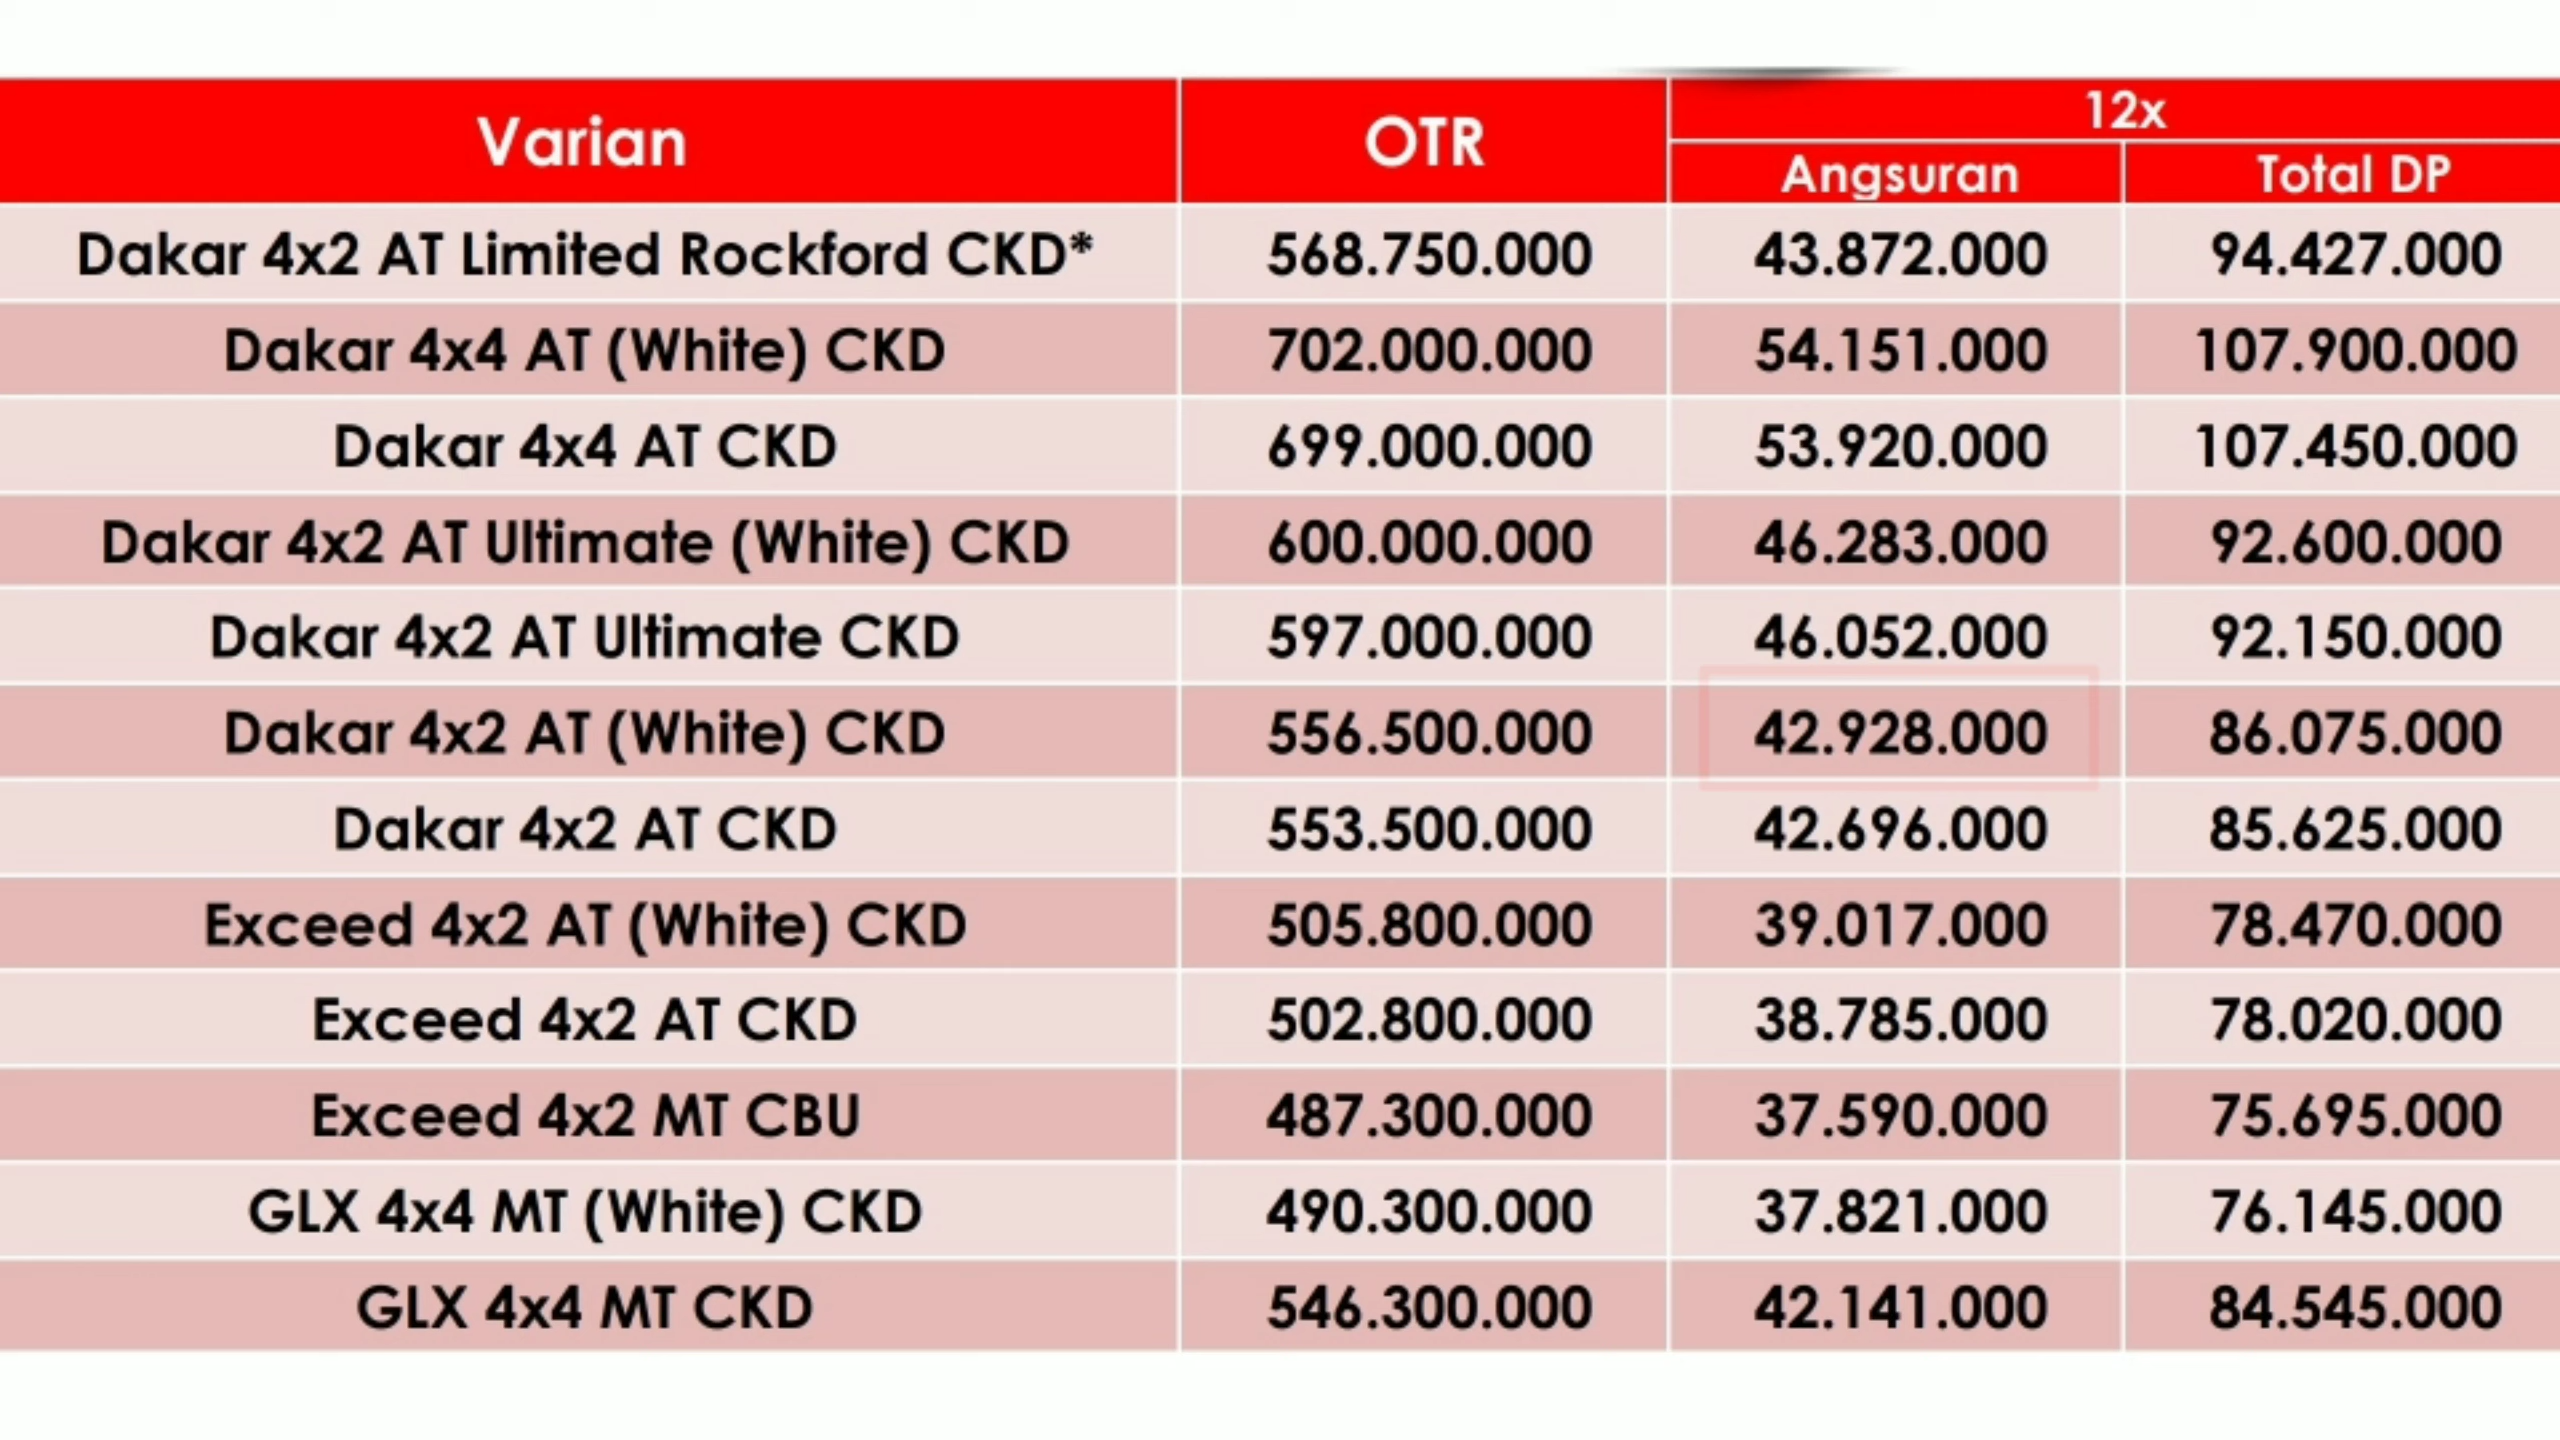 Varian OTR 12x
Angsuran Total DP
Dakar 4x2 AT Limited Rockford CKD* 568.750.000 43.872.000 94.427.000
Dakar 4x4 AT (White) CKD 702.000.000 54.151.000 107.900.000
Dakar 4x4 AT CKD 699.000.000 53.920.000 107.450.000
Dakar 4x2 AT Ultimate (White) CKD 600.000.000 46.283.000 92.600.000
Dakar 4x2 AT Ultimate CKD 597.000.000 46.052.000 92.150.000
Dakar 4x2 AT (White) CKD 556.500.000 42.928.000 86.075.000
Dakar 4x2 AT CKD 553.500.000 42.696.000 85.625.000
Exceed 4x2 AT (White) CKD 505.800.000 39.017.000 78.470.000
Exceed 4x2 AT CKD 502.800.000 38.785.000 78.020.000
Exceed 4x2 MT CBU 487.300.000 37.590.000 75.695.000
GLX 4x4 MT (White) CKD 490.300.000 37.821.000 76.145.000
GLX 4x4 MT CKD 546.300.000 42.141.000 84.545.000